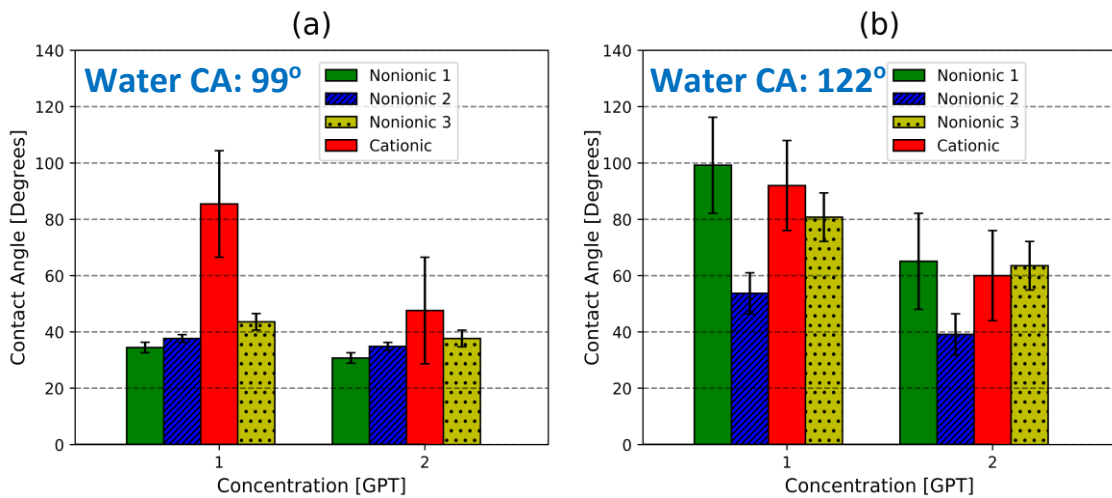 (a)
Water CA: 99º
Nonionic 1
Nonionic 2
Nonionic 3
Cationic
Contact Angle [Degrees]
140
120
100
80
60
40
20
0
1
2
Concentration [GPT]
(b)
Water CA: 122º
Nonionic 1
Nonionic 2
Nonionic 3
Cationic
Contact Angle [Degrees]
140
120
100
80
60
40
20
0
1
2
Concentration [GPT]